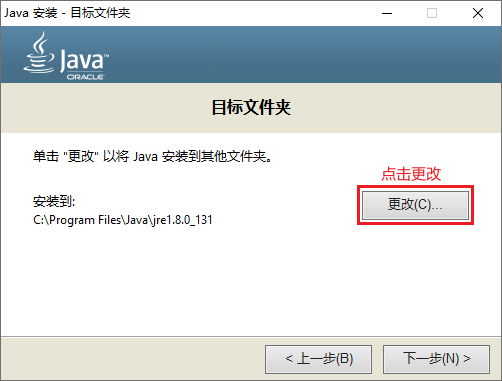 Java 安装 - 目标文件夹
Java™
ORACLE
目标文件夹
单击 "更改" 以将 Java 安装到其他文件夹。
点击更改
安装到:
更改(C)...
C:\Program Files\Java\jre1.8.0_131
< 上一步(B)
下一步(N) >